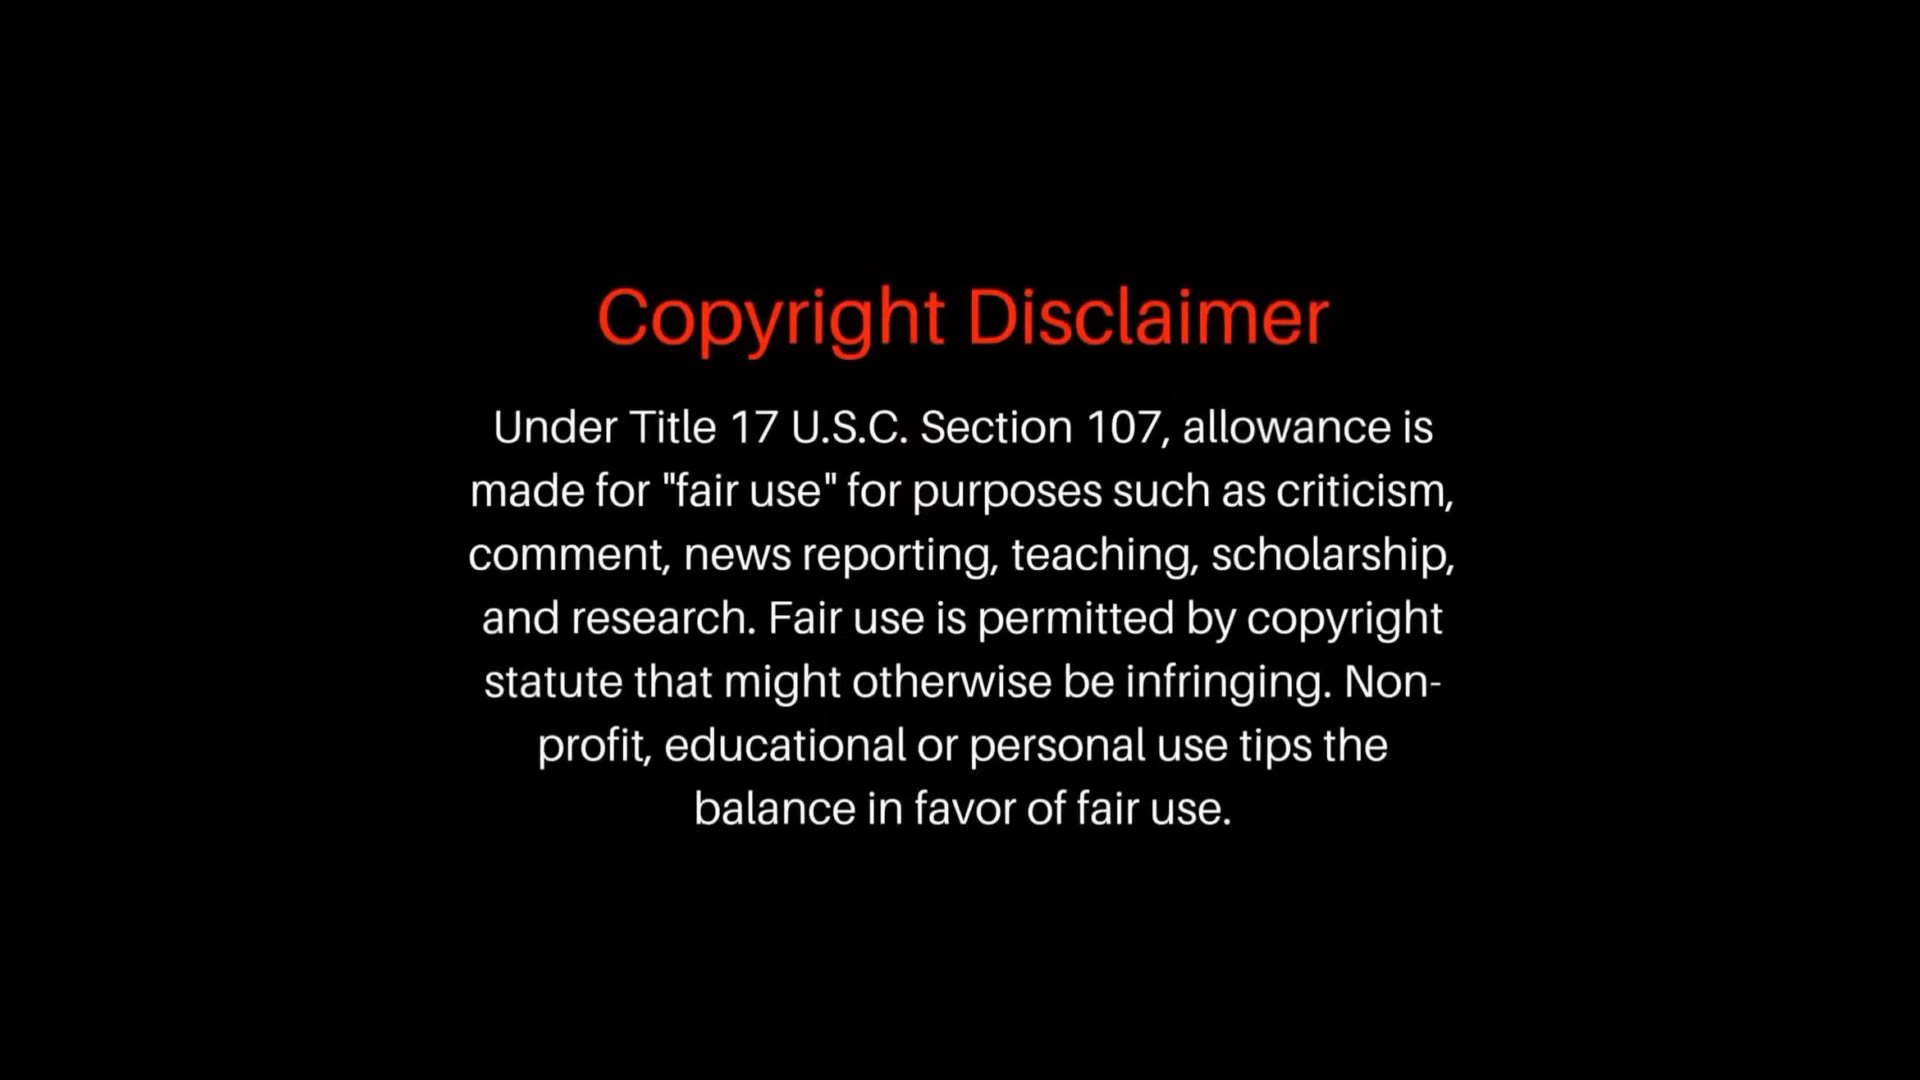 Copyright Disclaimer
Under Title 17 U.S.C. Section 107, allowance is
made for "fair use" for purposes such as criticism,
comment, news reporting, teaching, scholarship,
and research. Fair use is permitted by copyright
statute that might otherwise be infringing. Non-
profit, educational or personal use tips the
balance in favor of fair use.